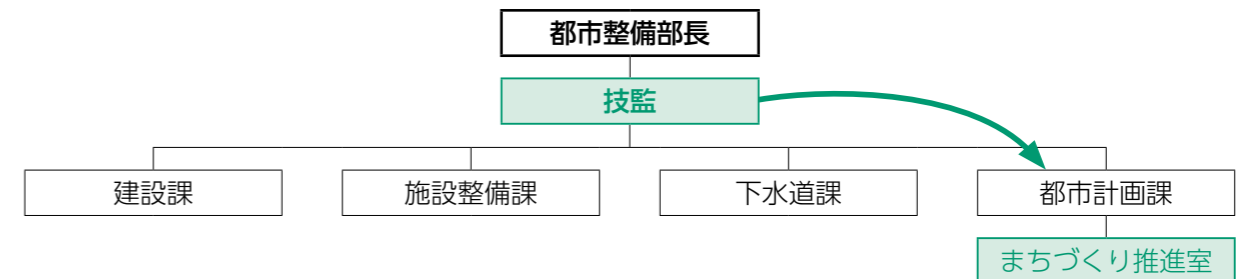 都市整備部長
技監
建設課
施設整備課
下水道課
都市計画課
まちづくり推進室